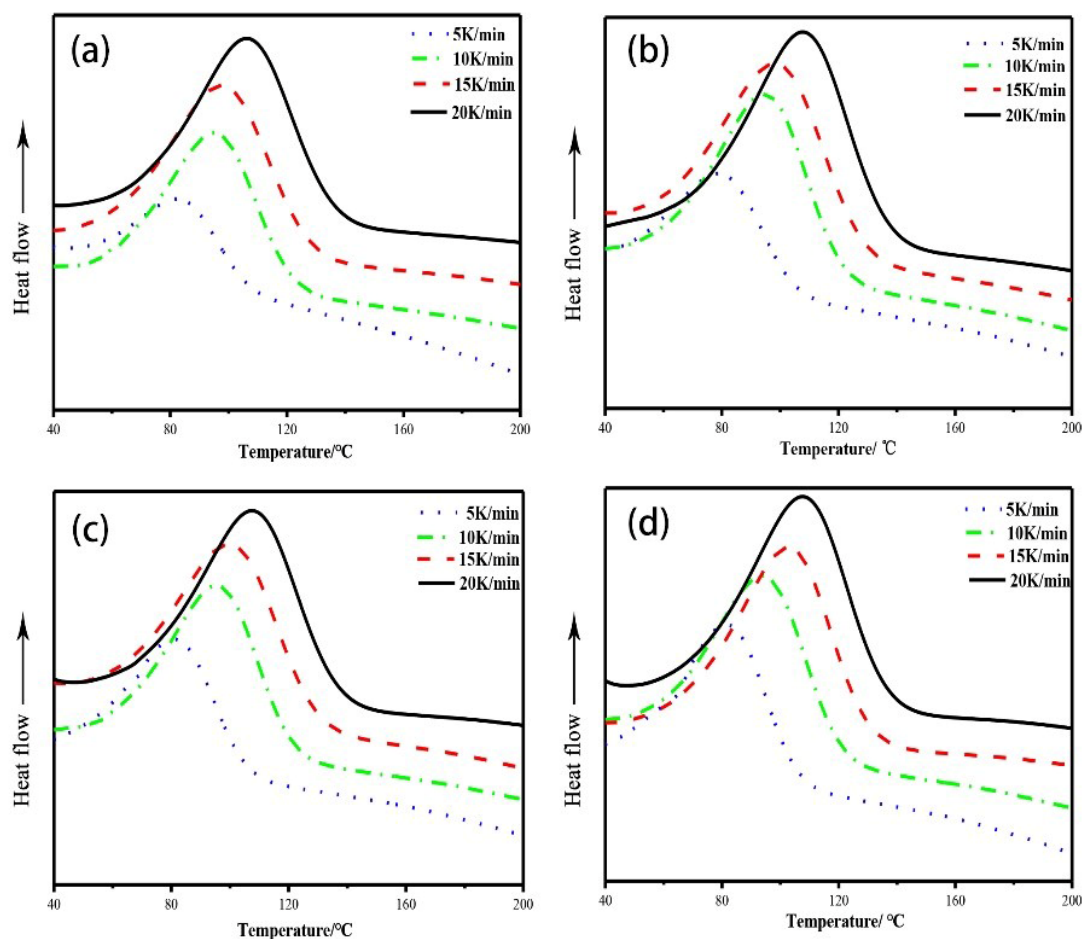 (a)
5K/min
10K/min
15K/min
20K/min
Heat flow
40
80
120
160
200
Temperature/°C
(b)
5K/min
10K/min
15K/min
20K/min
Heat flow
40
80
120
160
200
Temperature/ ℃
(c)
5K/min
10K/min
15K/min
20K/min
Heat flow
40
80
120
160
200
Temperature/°C
(d)
5K/min
10K/min
15K/min
20K/min
Heat flow
40
80
120
160
200
Temperature/ °C